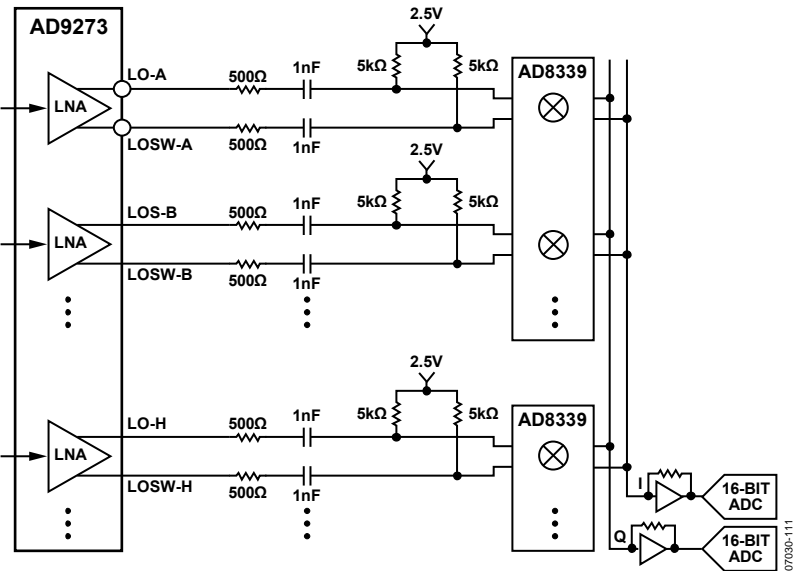 AD9273
2.5V
LO-A
500Ω
1nF
5kΩ
5kΩ
AD8339
LNA
LOSW-A
500Ω
1nF
2.5V
LOS-B
500Ω
1nF
5kΩ
5kΩ
LNA
LOSW-B
500Ω
1nF
2.5V
LO-H
500Ω
1nF
5kΩ
5kΩ
AD8339
LNA
LOSW-H
500Ω
1nF
I
16-BIT
ADC
Q
16-BIT
ADC
07030-111